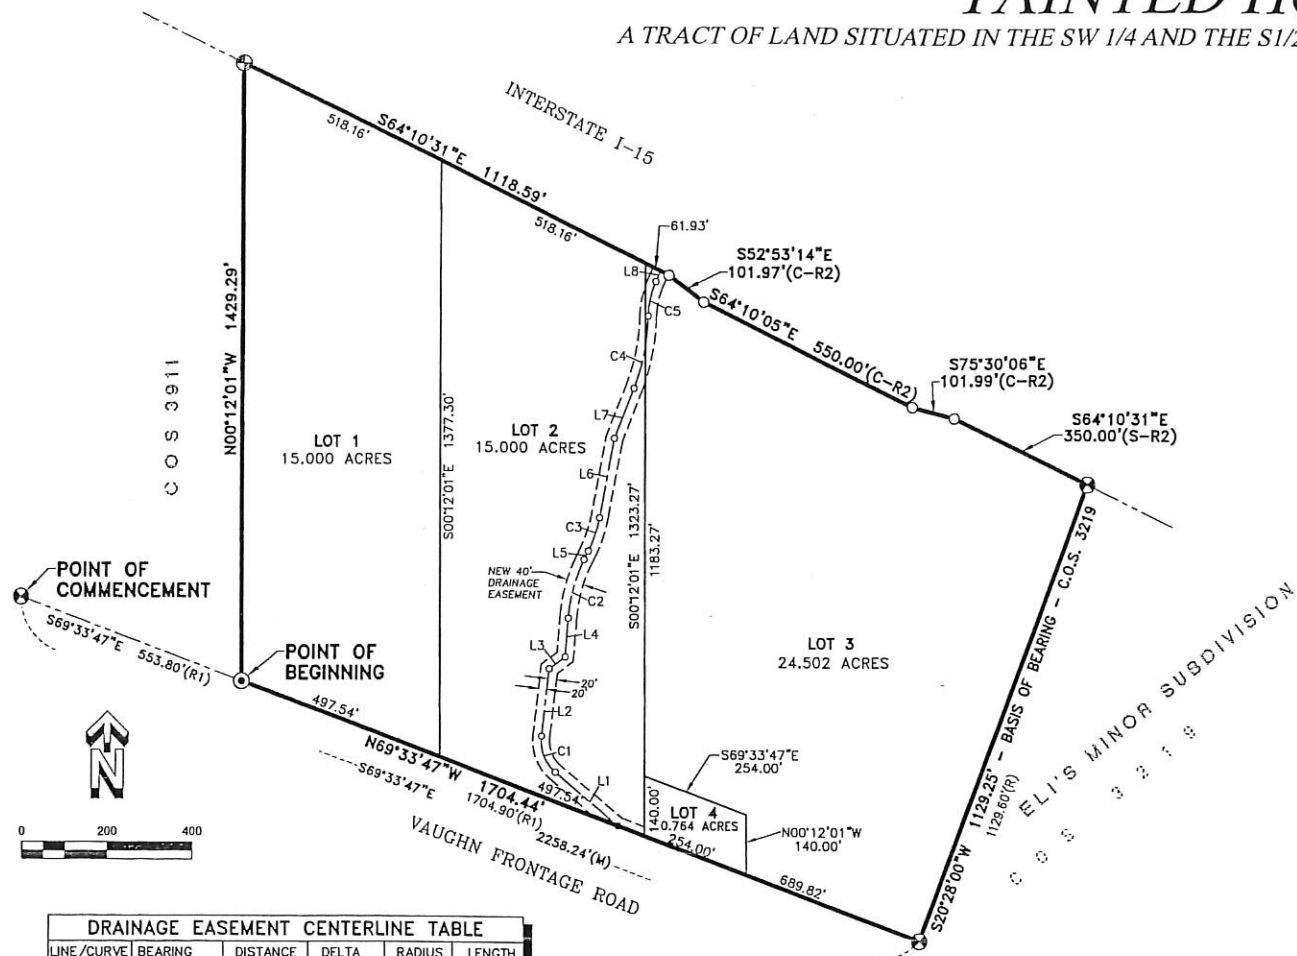 PAINTED
A TRACT OF LAND SITUATED IN THE SW 1/4 AND THE S1/2
INTERSTATE I-15
518.16'
S64°10'31"E 1118.59'
518.16'
61.93'
S52°53'14"E
101.97'(C-R2)
S64°10'05"E 550.00'(C-R2)
S75°30'06"E
101.99'(C-R2)
S64°10'31"E
350.00'(S-R2)
L8
C5
C4
L7
L6
C3
L5
C2
L4
L3
L2
C1
L1
N00°12'01"W 1429.29'
COS 3911
LOT 1
15.000 ACRES
S00°12'01"E 1377.30'
LOT 2
15.000 ACRES
S00°12'01"E 1323.27'
1183.27'
NEW 40'
DRAINAGE
EASEMENT
20'
20'
LOT 3
24.502 ACRES
POINT OF
COMMENCEMENT
S69°33'47"E 553.80'(R1)
POINT OF
BEGINNING
497.54'
N69°33'47"W 1704.44'
S69°33'47"E 1704.90'(R1)
2258.24'(M)
497.54'
VAUGHN FRONTAGE ROAD
S69°33'47"E
254.00'
140.00'
LOT 4
0.764 ACRES
254.00'
N00°12'01"W
140.00'
689.82'
S20°28'00"W 1129.25' - BASIS OF BEARING - C.O.S. 3219
1129.60'(R)
ELI'S MINOR SUBDIVISION
COS 3219
N
0 200 400
DRAINAGE EASEMENT CENTERLINE TABLE
LINE/CURVE BEARING DISTANCE DELTA RADIUS LENGTH